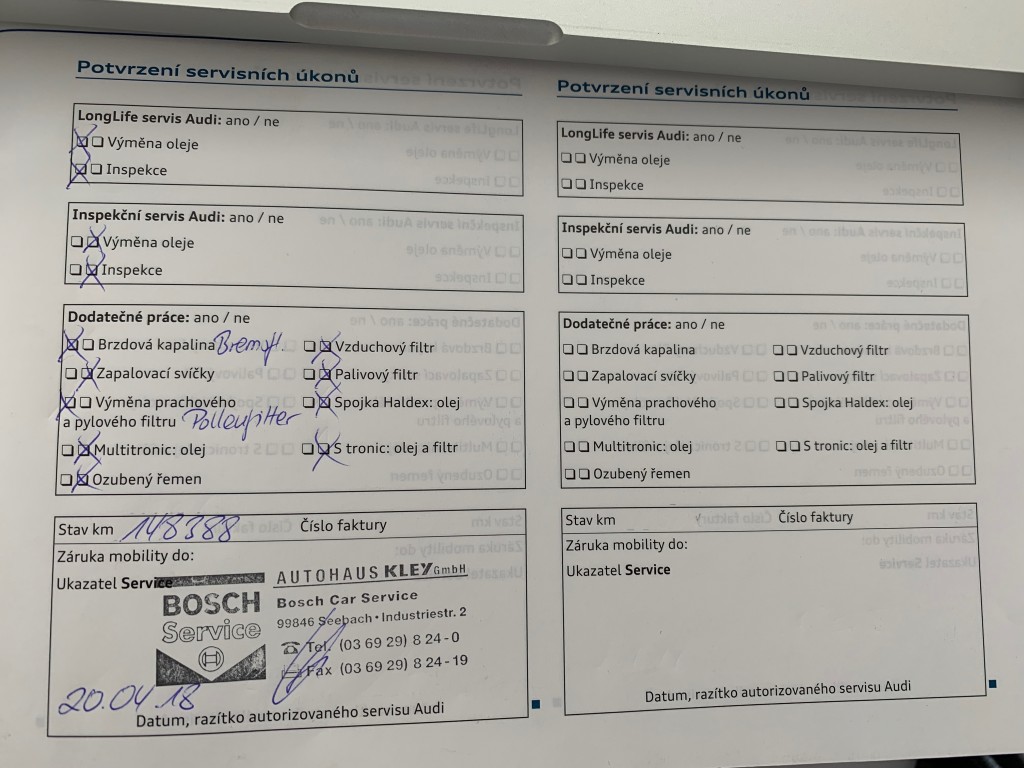 Potvrzení servisních úkonů
LongLife servis Audi: ano / ne
Výměna oleje
Inspekce
Inspekční servis Audi: ano / ne
Výměna oleje
Inspekce
Dodatečné práce: ano / ne
Brzdová kapalina Vzduchový filtr
Zapalovací svíčky Palivový filtr
Výměna prachového Spojka Haldex: olej
a pylového filtru Pollenfilter
Multitronic: olej S tronic: olej a filtr
Ozubený řemen
Stav km 148388 Číslo faktury
Záruka mobility do:
Ukazatel Service
BOSCH
Service
AUTOHAUS KLEY GmbH
Bosch Car Service
99846 Seebach • Industriestr. 2
Tel. (03 69 29) 8 24-0
Fax (03 69 29) 8 24-19
20.04.18
Datum, razítko autorizovaného servisu Audi
Potvrzení servisních úkonů
LongLife servis Audi: ano / ne
Výměna oleje
Inspekce
Inspekční servis Audi: ano / ne
Výměna oleje
Inspekce
Dodatečné práce: ano / ne
Brzdová kapalina Vzduchový filtr
Zapalovací svíčky Palivový filtr
Výměna prachového Spojka Haldex: olej
a pylového filtru
Multitronic: olej S tronic: olej a filtr
Ozubený řemen
Stav km Číslo faktury
Záruka mobility do:
Ukazatel Service
Datum, razítko autorizovaného servisu Audi